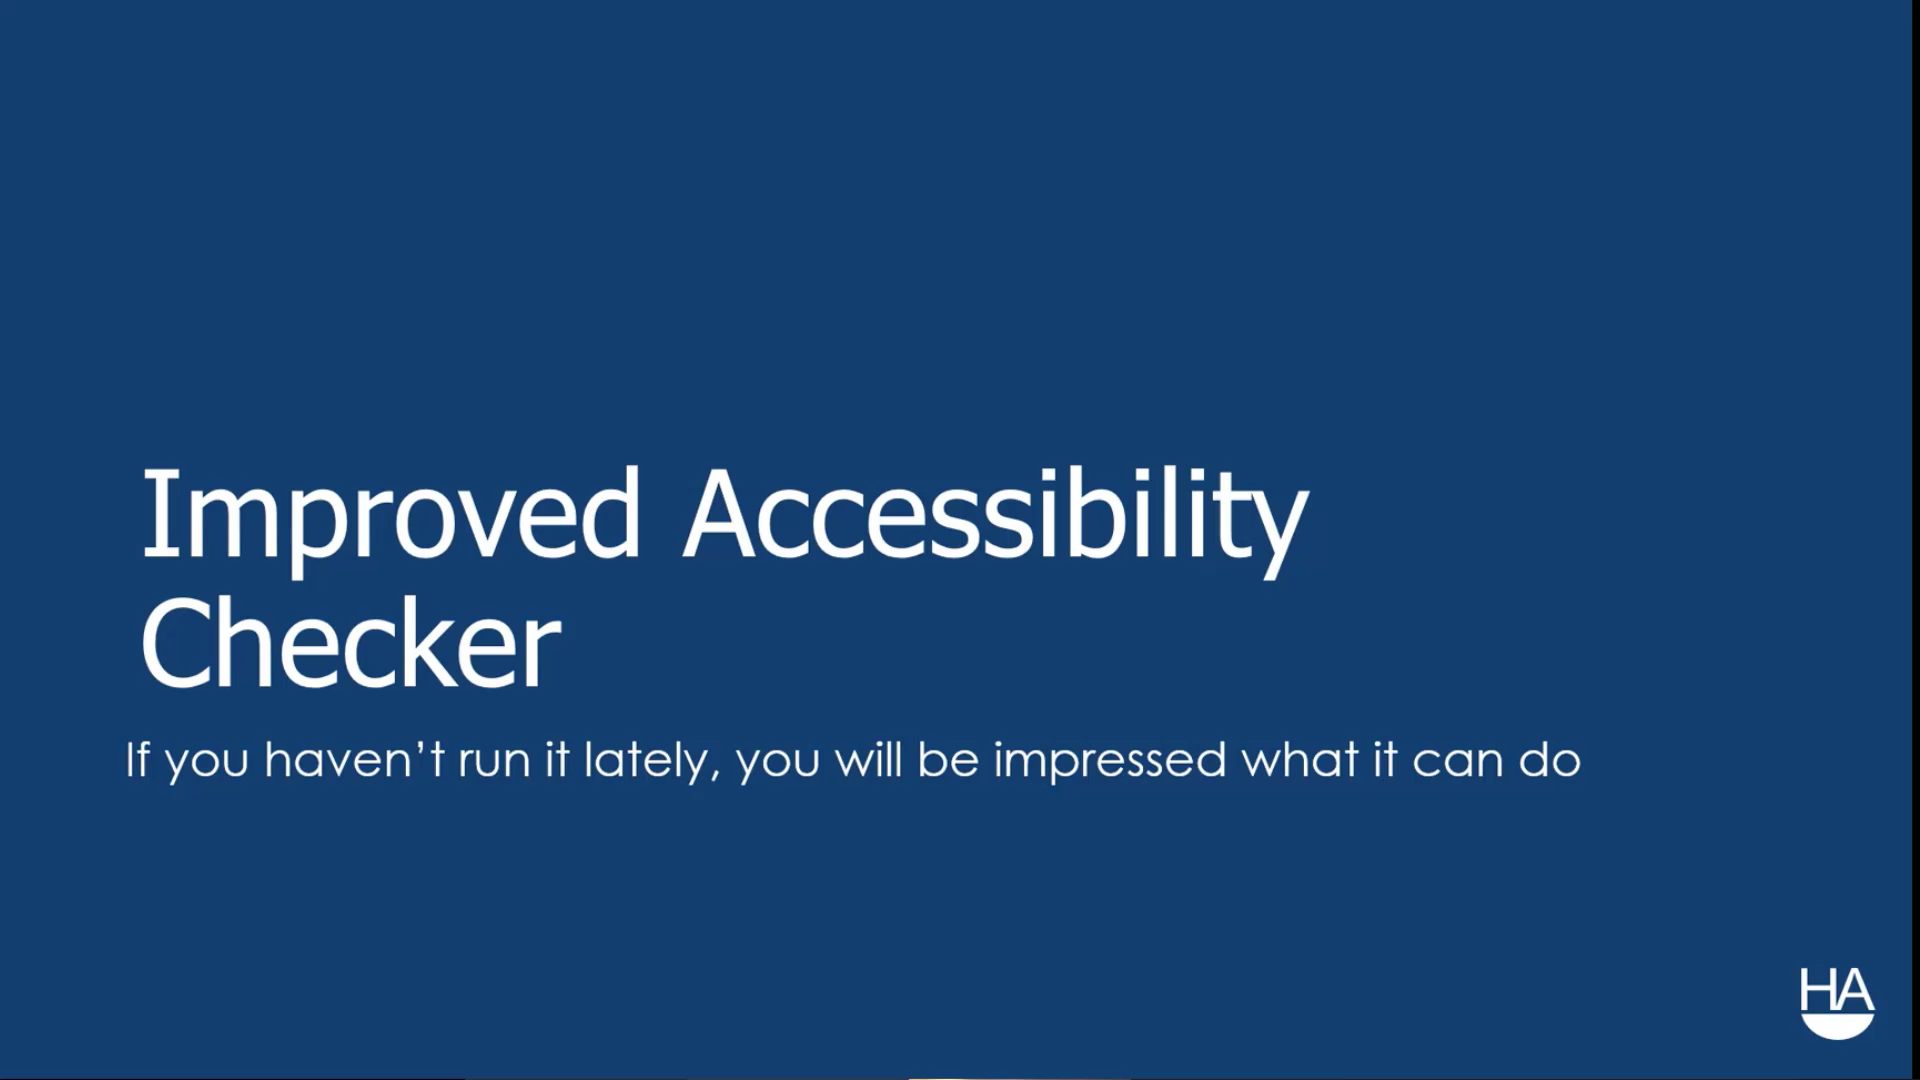 Improved Accessibility
Checker
If you haven’t run it lately, you will be impressed what it can do
HA